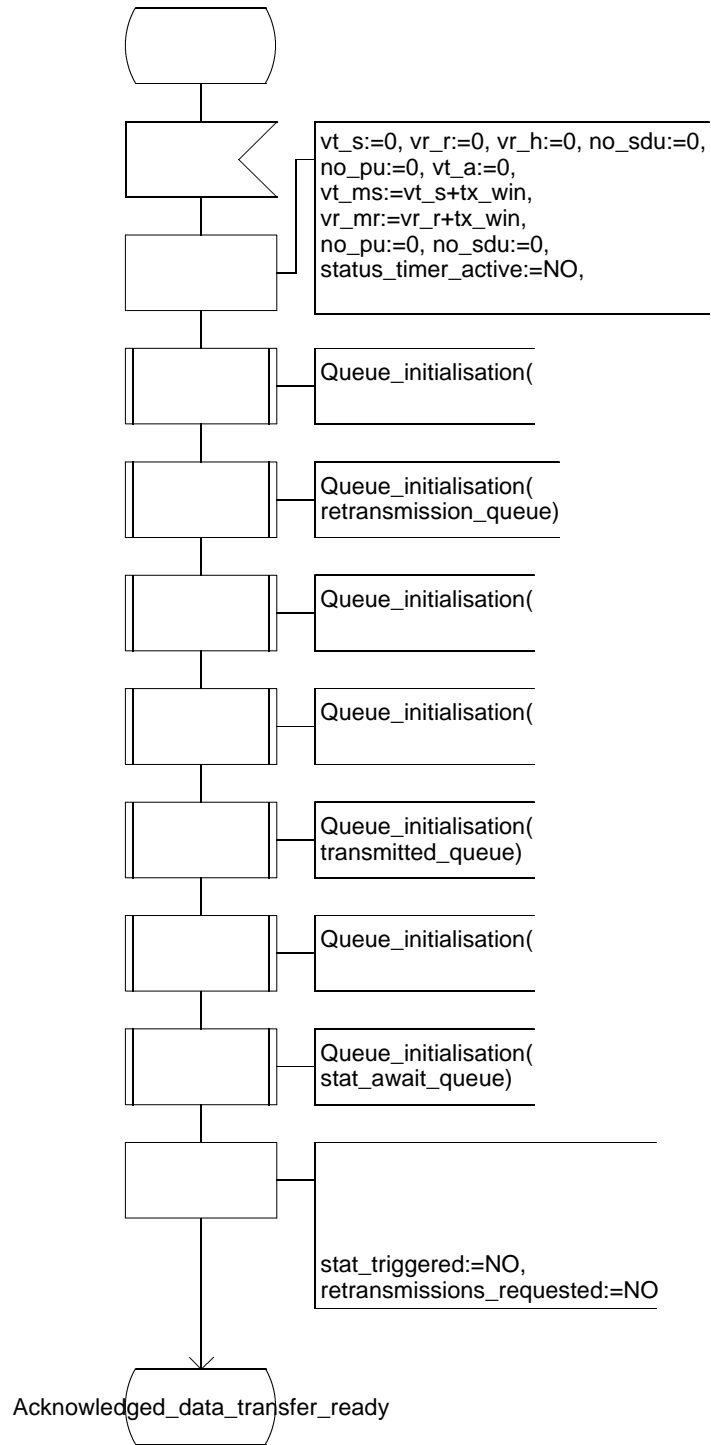 vt_s:=0, vr_r:=0, vr_h:=0, no_sdu:=0,
no_pu:=0, vt_a:=0,
vt_ms:=vt_s+tx_win,
vr_mr:=vr_r+tx_win,
no_pu:=0, no_sdu:=0,
status_timer_active:=NO,
Queue_initialisation(
Queue_initialisation(
retransmission_queue)
Queue_initialisation(
Queue_initialisation(
Queue_initialisation(
transmitted_queue)
Queue_initialisation(
Queue_initialisation(
stat_await_queue)
stat_triggered:=NO,
retransmissions_requested:=NO
Acknowledged_data_transfer_ready